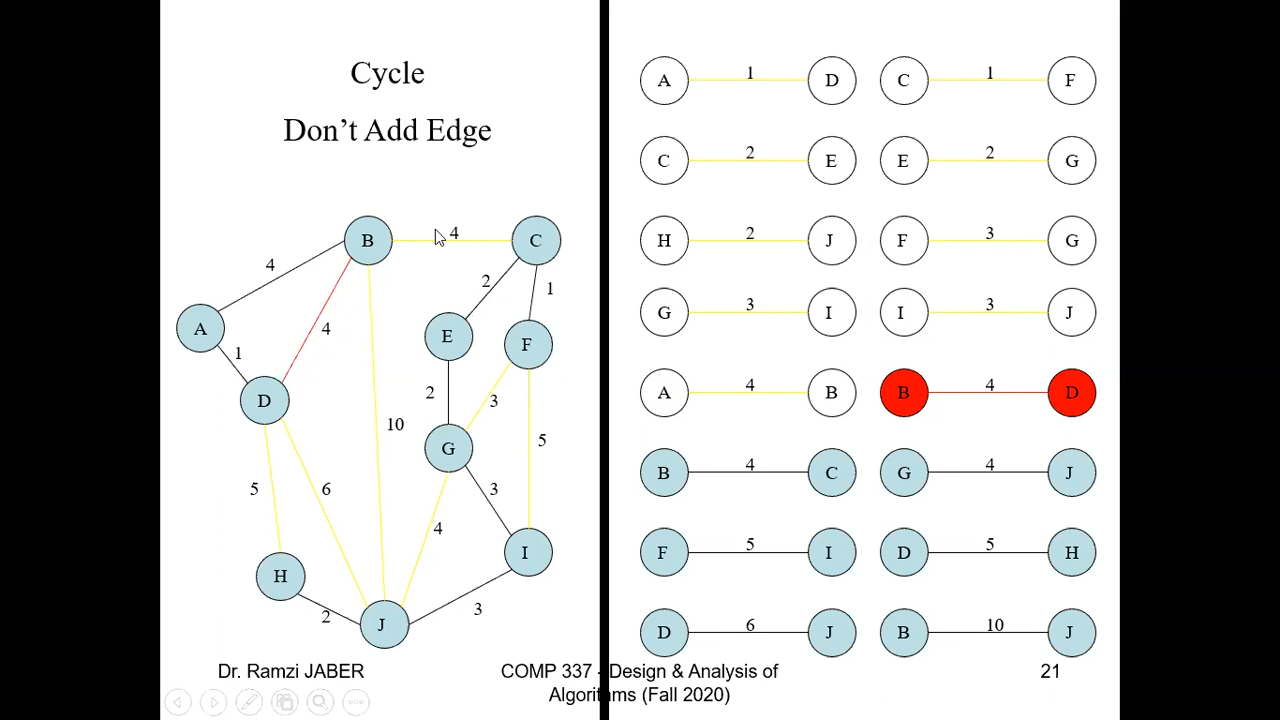 Cycle
Don't Add Edge
B
4
C
4
2
1
A
4
E
F
1
D
2
3
10
G
5
5
6
3
4
I
H
2
J
3
A 1 D
C 1 F
C 2 E
E 2 G
H 2 J
F 3 G
G 3 I
I 3 J
A 4 B
B 4 D
B 4 C
G 4 J
F 5 I
D 5 H
D 6 J
B 10 J
Dr. Ramzi JABER
COMP 337 - Design & Analysis of
Algorithms (Fall 2020)
21